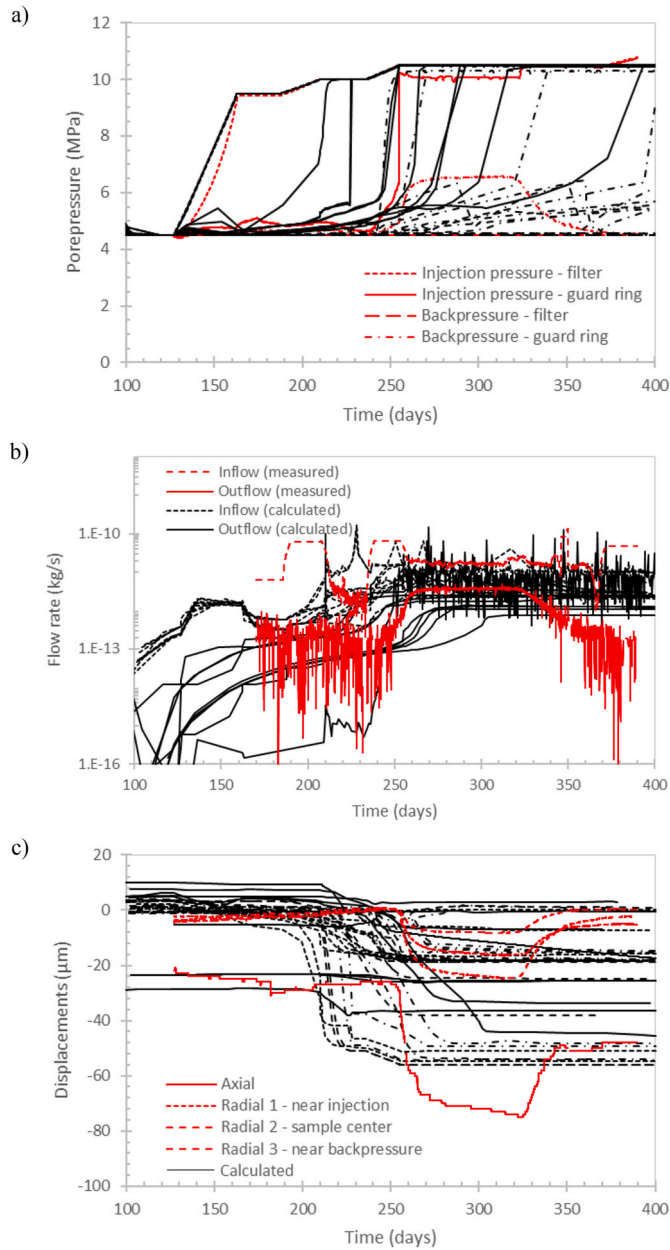 a)
12
10
8
6
4
2
0
Porepressure (MPa)
Injection pressure - filter
Injection pressure - guard ring
Backpressure - filter
Backpressure - guard ring
100 150 200 250 300 350 400
Time (days)
b)
Inflow (measured)
Outflow (measured)
Inflow (calculated)
Outflow (calculated)
1.E-10
1.E-13
1.E-16
Flow rate (kg/s)
100 150 200 250 300 350 400
Time (days)
c)
20
0
-20
-40
-60
-80
-100
Displacements (µm)
Axial
Radial 1 - near injection
Radial 2 - sample center
Radial 3 - near backpressure
Calculated
100 150 200 250 300 350 400
Time (days)